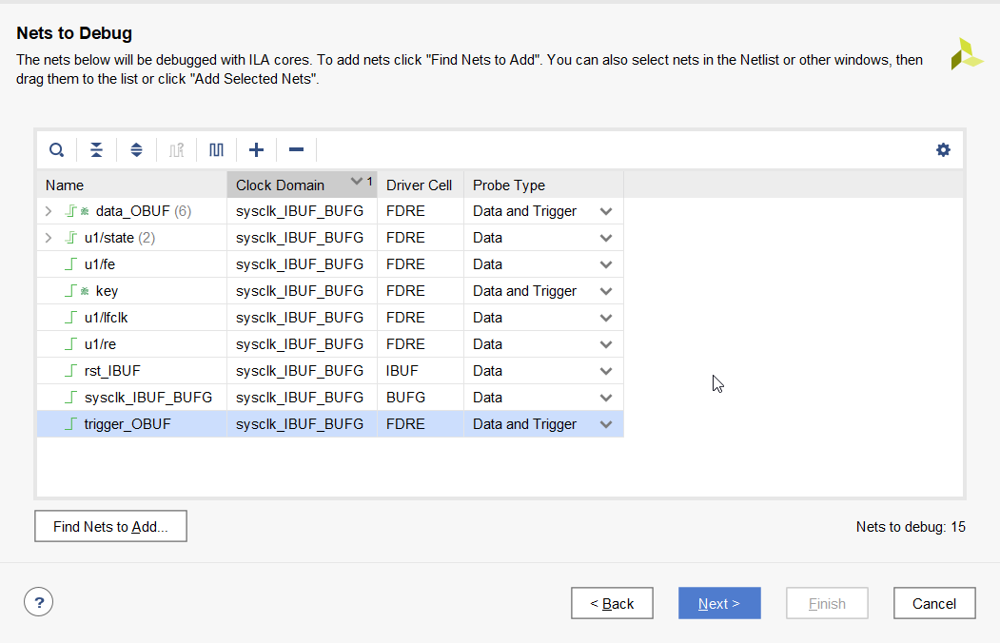 Nets to Debug
The nets below will be debugged with ILA cores. To add nets click "Find Nets to Add". You can also select nets in the Netlist or other windows, then
drag them to the list or click "Add Selected Nets".
Name Clock Domain 1 Driver Cell Probe Type
data_OBUF (6) sysclk_IBUF_BUFG FDRE Data and Trigger
u1/state (2) sysclk_IBUF_BUFG FDRE Data
u1/fe sysclk_IBUF_BUFG FDRE Data
key sysclk_IBUF_BUFG FDRE Data and Trigger
u1/lfclk sysclk_IBUF_BUFG FDRE Data
u1/re sysclk_IBUF_BUFG FDRE Data
rst_IBUF sysclk_IBUF_BUFG IBUF Data
sysclk_IBUF_BUFG sysclk_IBUF_BUFG BUFG Data
trigger_OBUF sysclk_IBUF_BUFG FDRE Data and Trigger
Find Nets to Add... Nets to debug: 15
? < Back Next > Finish Cancel